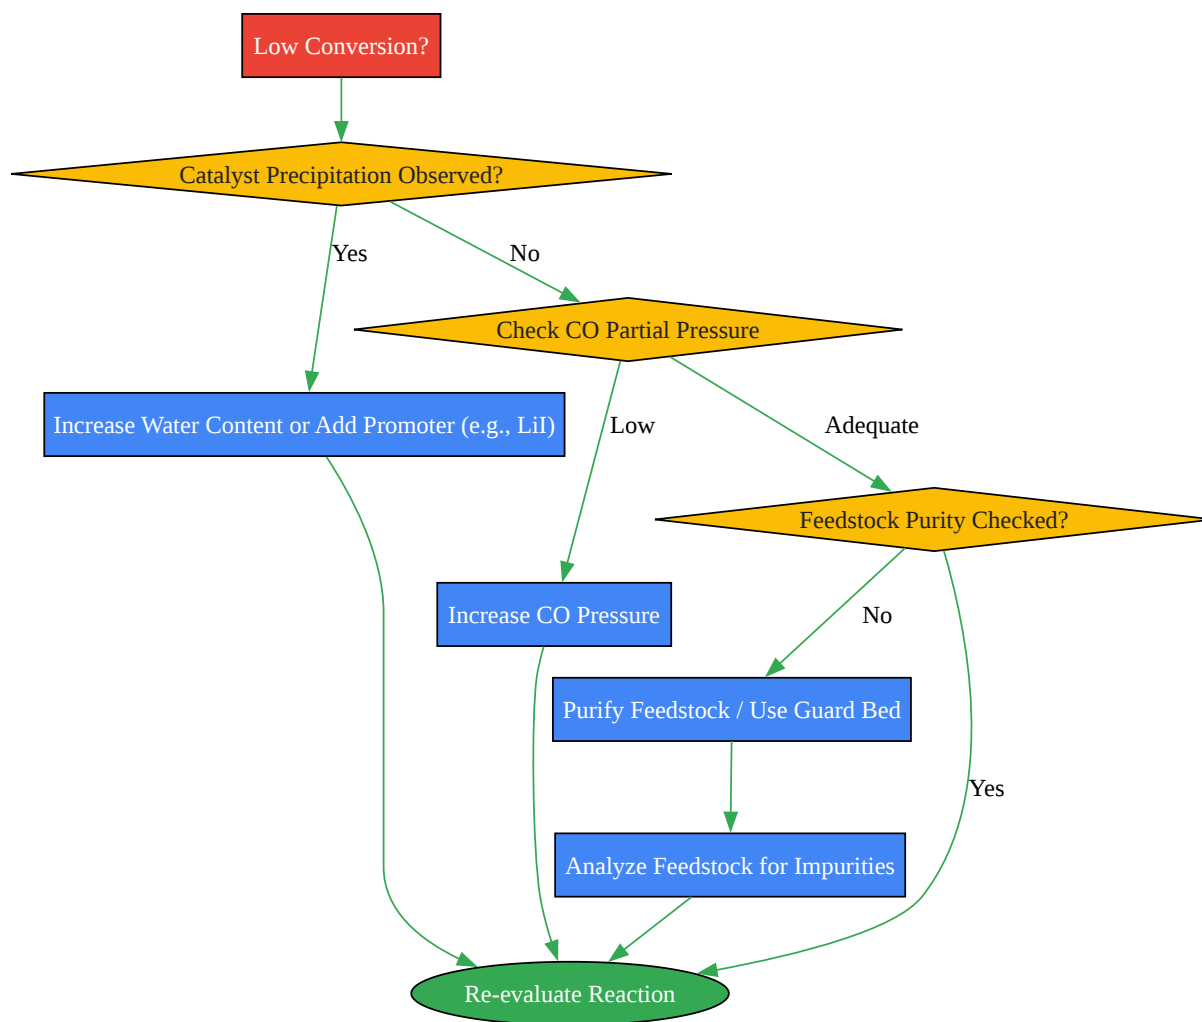 Low Conversion?
Catalyst Precipitation Observed?
Yes
No
Check CO Partial Pressure
Increase Water Content or Add Promoter (e.g., LiI)
Low
Adequate
Feedstock Purity Checked?
Increase CO Pressure
No
Purify Feedstock / Use Guard Bed
Yes
Analyze Feedstock for Impurities
Re-evaluate Reaction